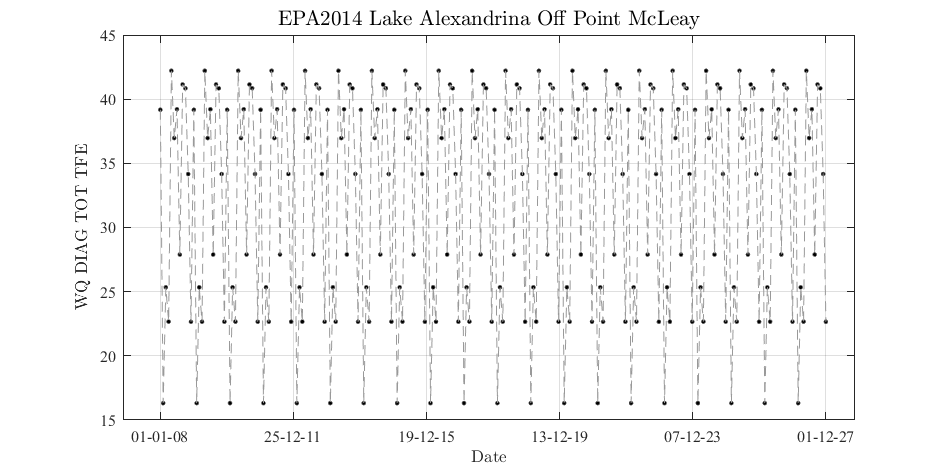 EPA2014 Lake Alexandrina Off Point McLeay
45
40
35
30
25
20
15
WQ DIAG TOT TFE
01-01-08 25-12-11 19-12-15 13-12-19 07-12-23 01-12-27
Date